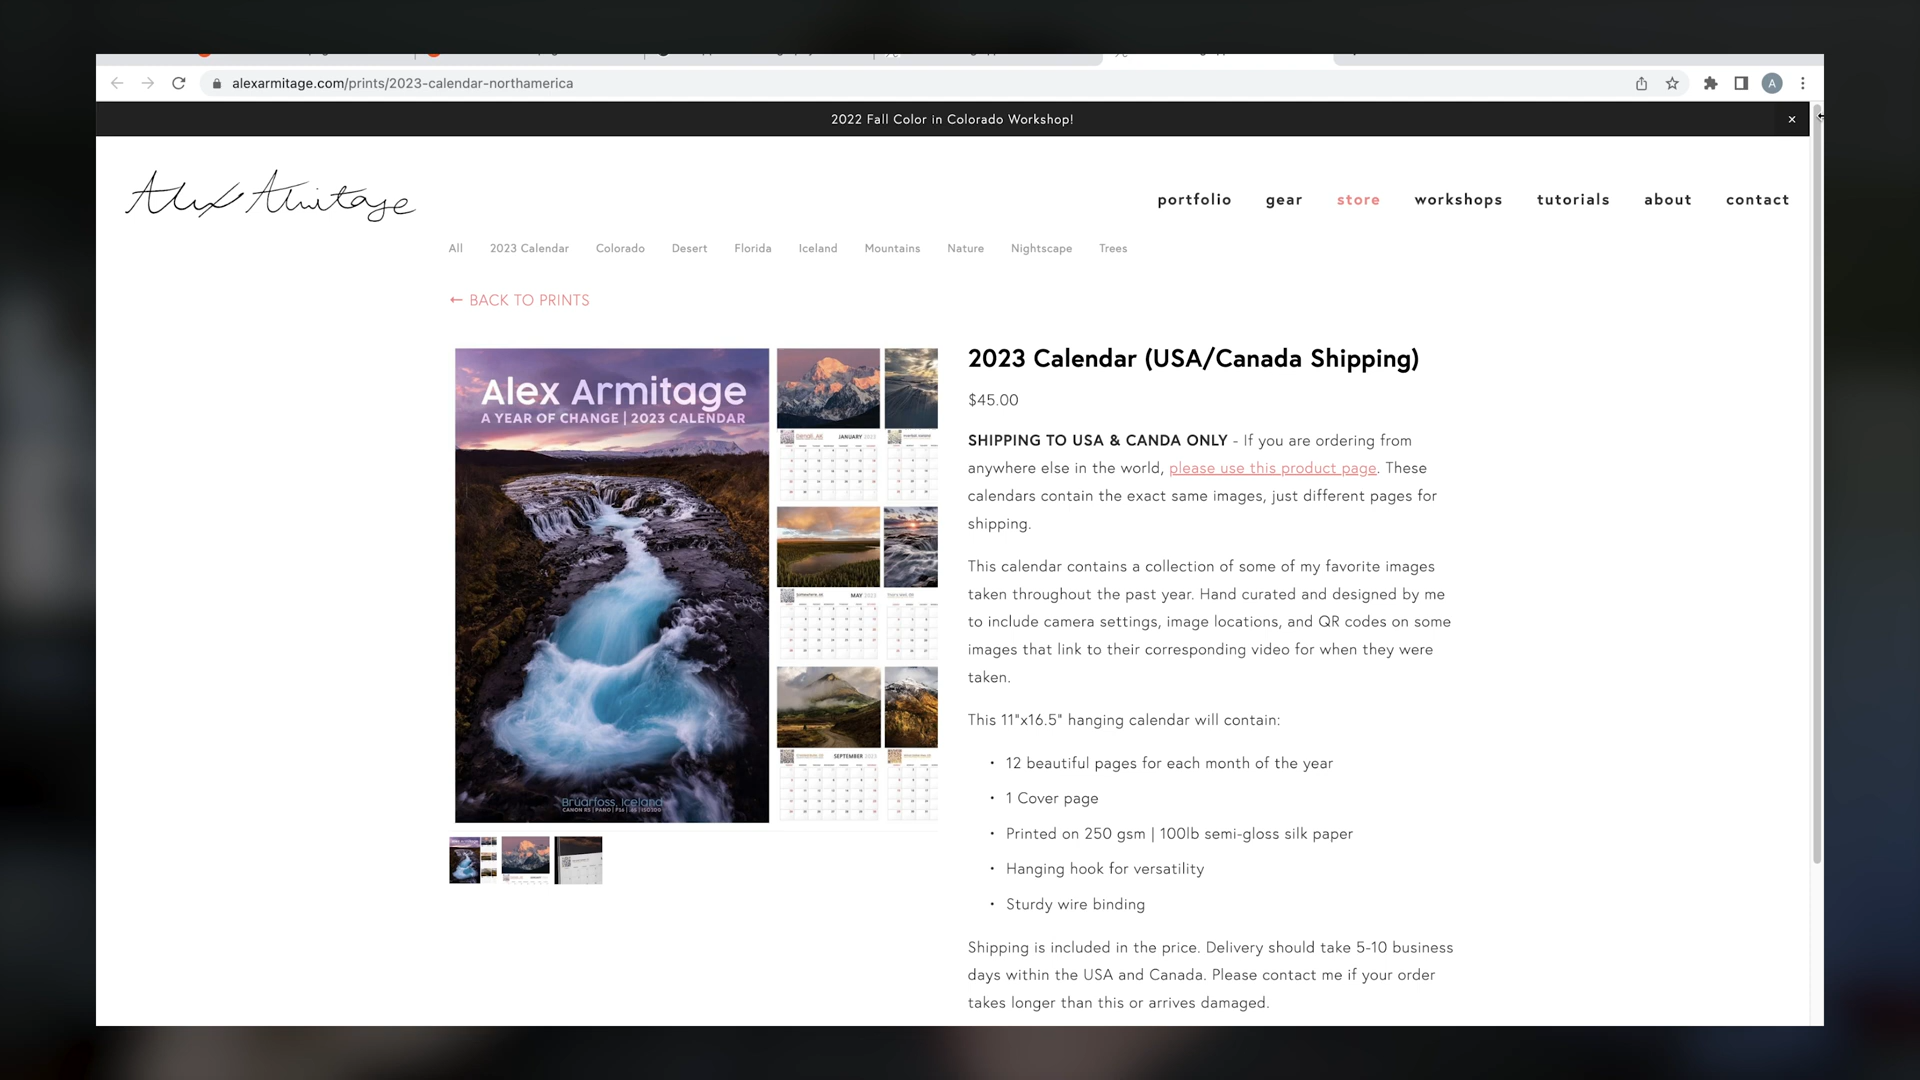 alexarmitage.com/prints/2023-calendar-northamerica
A
2022 Fall Color in Colorado Workshop!
×
Alex Armitage
portfolio gear store workshops tutorials about contact
All 2023 Calendar Colorado Desert Florida Iceland Mountains Nature Nightscape Trees
← BACK TO PRINTS
Alex Armitage
A YEAR OF CHANGE | 2023 CALENDAR
JANUARY 2023
MAY 2023
SEPTEMBER 2023
Bruarfoss, Iceland
2023 Calendar (USA/Canada Shipping)
$45.00
SHIPPING TO USA & CANDA ONLY - If you are ordering from
anywhere else in the world, please use this product page. These
calendars contain the exact same images, just different pages for
shipping.
This calendar contains a collection of some of my favorite images
taken throughout the past year. Hand curated and designed by me
to include camera settings, image locations, and QR codes on some
images that link to their corresponding video for when they were
taken.
This 11"x16.5" hanging calendar will contain:
• 12 beautiful pages for each month of the year
• 1 Cover page
• Printed on 250 gsm | 100lb semi-gloss silk paper
• Hanging hook for versatility
• Sturdy wire binding
Shipping is included in the price. Delivery should take 5-10 business
days within the USA and Canada. Please contact me if your order
takes longer than this or arrives damaged.